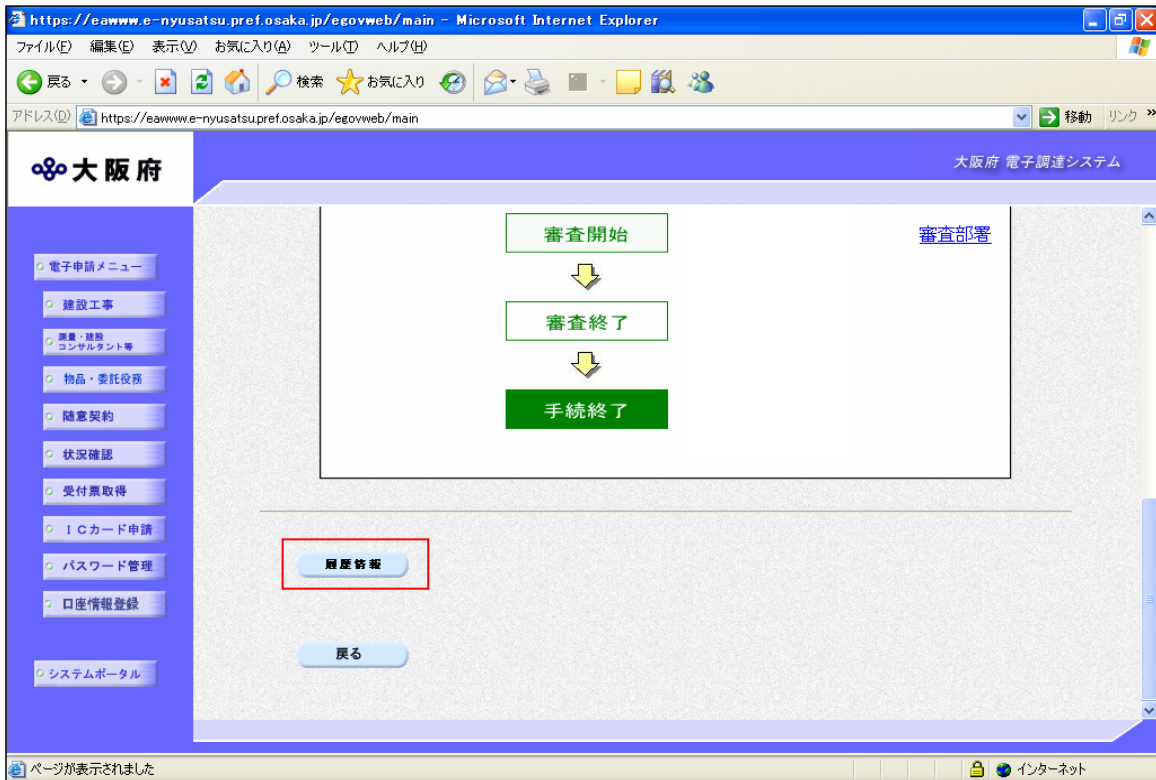 https://eawww.e-nyusatsu.pref.osaka.jp/egovweb/main - Microsoft Internet Explorer
ファイル(F) 編集(E) 表示(V) お気に入り(A) ツール(T) ヘルプ(H)
戻る 検索 お気に入り
アドレス(D) https://eawww.e-nyusatsu.pref.osaka.jp/egovweb/main 移動 リンク »
大阪府
大阪府 電子調達システム
審査開始
審査部署
審査終了
手続終了
電子申請メニュー
建設工事
測量・建設
コンサルタント等
物品・委託役務
随意契約
状況確認
受付票取得
ICカード申請
パスワード管理
口座情報登録
システムポータル
履歴情報
戻る
ページが表示されました インターネット